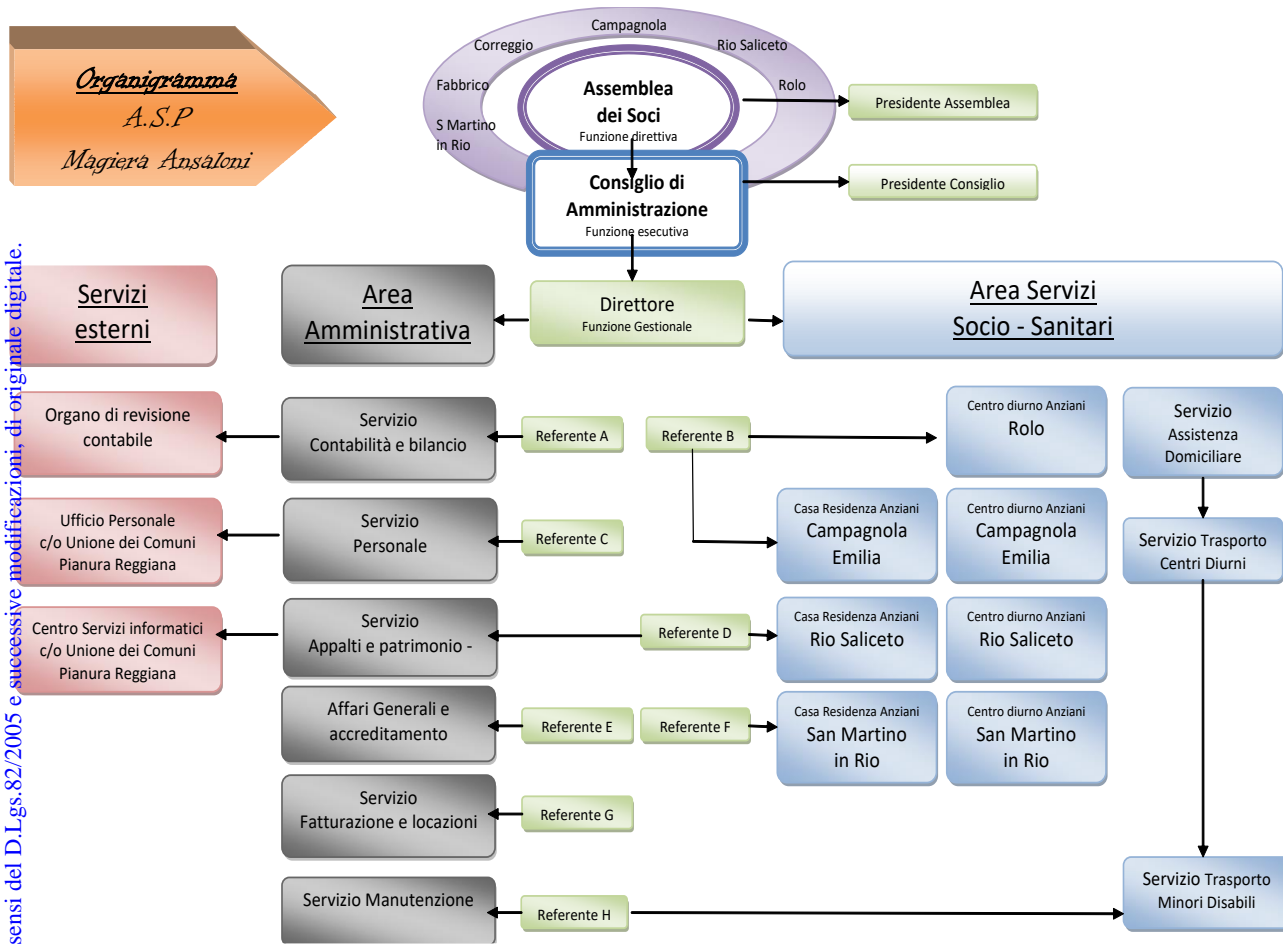 Organigramma
A.S.P
Magiera Ansaloni
Campagnola
Correggio
Rio Saliceto
Fabbrico
Rolo
S Martino
in Rio
Assemblea
dei Soci
Funzione direttiva
Presidente Assemblea
Consiglio di
Amministrazione
Funzione esecutiva
Presidente Consiglio
Servizi
esterni
Area
Amministrativa
Direttore
Funzione Gestionale
Area Servizi
Socio - Sanitari
Organo di revisione
contabile
Servizio
Contabilità e bilancio
Referente A
Referente B
Centro diurno Anziani
Rolo
Servizio
Assistenza
Domiciliare
Ufficio Personale
c/o Unione dei Comuni
Pianura Reggiana
Servizio
Personale
Referente C
Casa Residenza Anziani
Campagnola
Emilia
Centro diurno Anziani
Campagnola
Emilia
Servizio Trasporto
Centri Diurni
Centro Servizi informatici
c/o Unione dei Comuni
Pianura Reggiana
Servizio
Appalti e patrimonio -
Referente D
Casa Residenza Anziani
Rio Saliceto
Centro diurno Anziani
Rio Saliceto
Affari Generali e
accreditamento
Referente E
Referente F
Casa Residenza Anziani
San Martino
in Rio
Centro diurno Anziani
San Martino
in Rio
Servizio
Fatturazione e locazioni
Referente G
Servizio Manutenzione
Referente H
Servizio Trasporto
Minori Disabili
sensi del D.Lgs.82/2005 e successive modificazioni, di originale digitale.